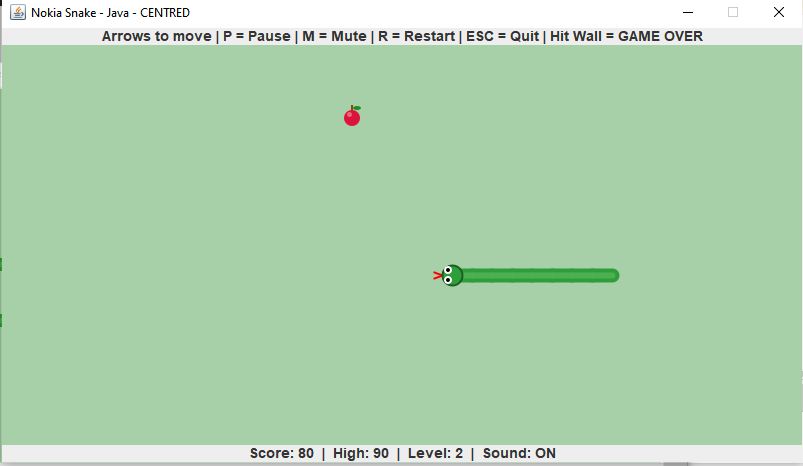 Nokia Snake - Java - CENTRED
Arrows to move | P = Pause | M = Mute | R = Restart | ESC = Quit | Hit Wall = GAME OVER
Score: 80 | High: 90 | Level: 2 | Sound: ON